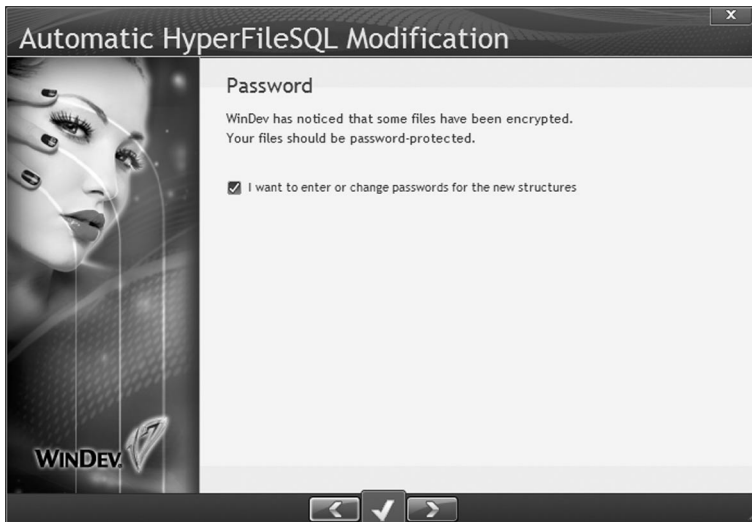 X
Automatic HyperFileSQL Modification
Password
WinDev has noticed that some files have been encrypted.
Your files should be password-protected.
I want to enter or change passwords for the new structures
WINDEV.